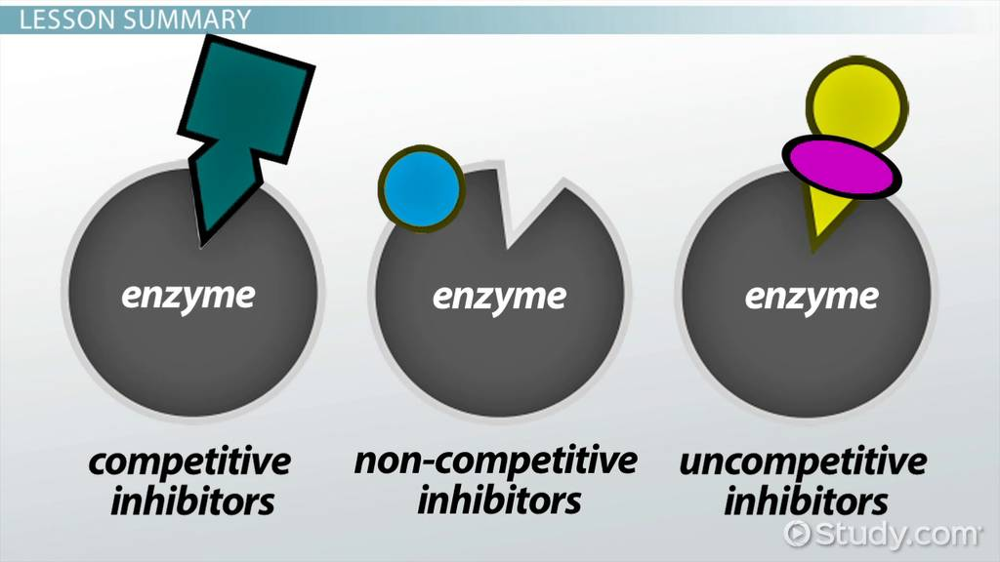 LESSON SUMMARY
enzyme
enzyme
enzyme
competitive
inhibitors
non-competitive
inhibitors
uncompetitive
inhibitors
Study.com